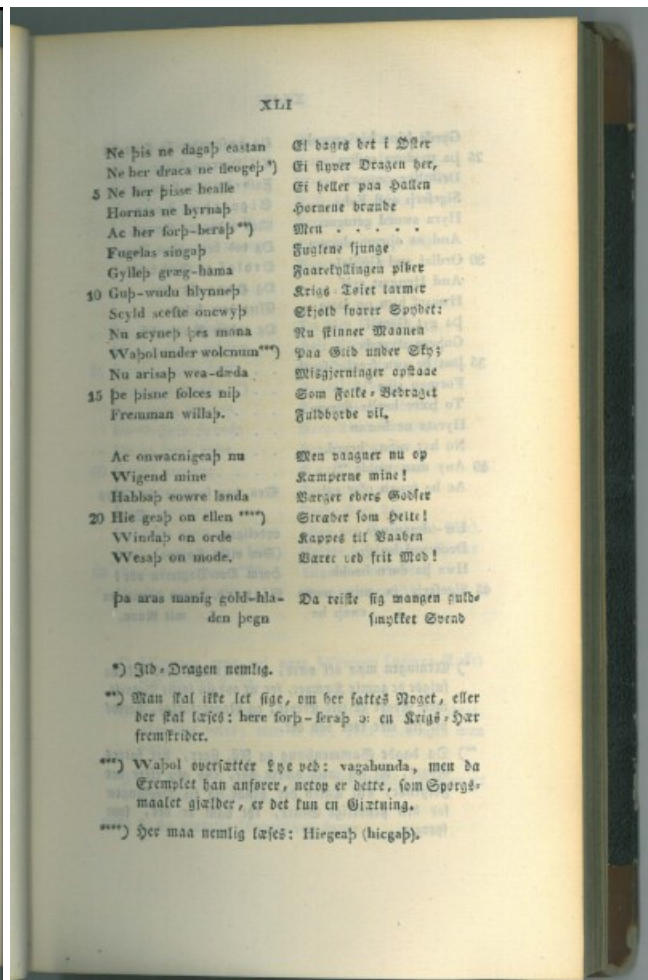 XLI
Ne þis ne dagaþ eastan Ei dages det i Øster
Ne her draca ne fleogeþ*) Ei flyver Dragen her,
5 Ne her þisse healle Ei heller paa Hallen
Hornas ne byrnaþ Hornene brænde
Ac her forþ-beraþ**) Men . . . . .
Fugelas singaþ Fuglene sjunge
Gylleþ græg-hama Faarekyllingen piber
10 Guþ-wudu hlynneþ Krigs Tøiet larmer
Scyld scefte oncwyþ Skjold svarer Spydet:
Nu scyneþ þes mona Nu skinner Maanen
Waþol under wolcnum***) Paa Glid under Sky;
Nu arisaþ wea-dæda Misgjerninger opstaae
15 Þe þisne folces niþ Som Folke-Bedraget
Fremman willaþ. Fuldbyrde vil.
Ac onwacnigeaþ nu Men vaagner nu op
Wigend mine Kæmperne mine!
Habbaþ eowre landa Værger eders Godser
20 Hie geaþ on ellen ****) Stræber som Helte!
Windaþ on orde Kappes til Vaaben
Wesaþ on mode. Værer ved frit Mod!
Þa aras manig gold-hla- Da reiste sig mangen guld-
den þegn smykket Svend
*) Ild-Dragen nemlig.
**) Man skal ikke let sige, om her fattes Noget, eller
der skal læses: here forþ-feraþ ɔ: en Krigs-Hær
fremskrider.
***) Waþol oversætter Lye ved: vagabunda, men da
Exemplet han anfører, netop er dette, som Spørgs-
maalet gjælder, er det kun en Gjætning.
****) Her maa nemlig læses: Hiegeaþ (hicgaþ).